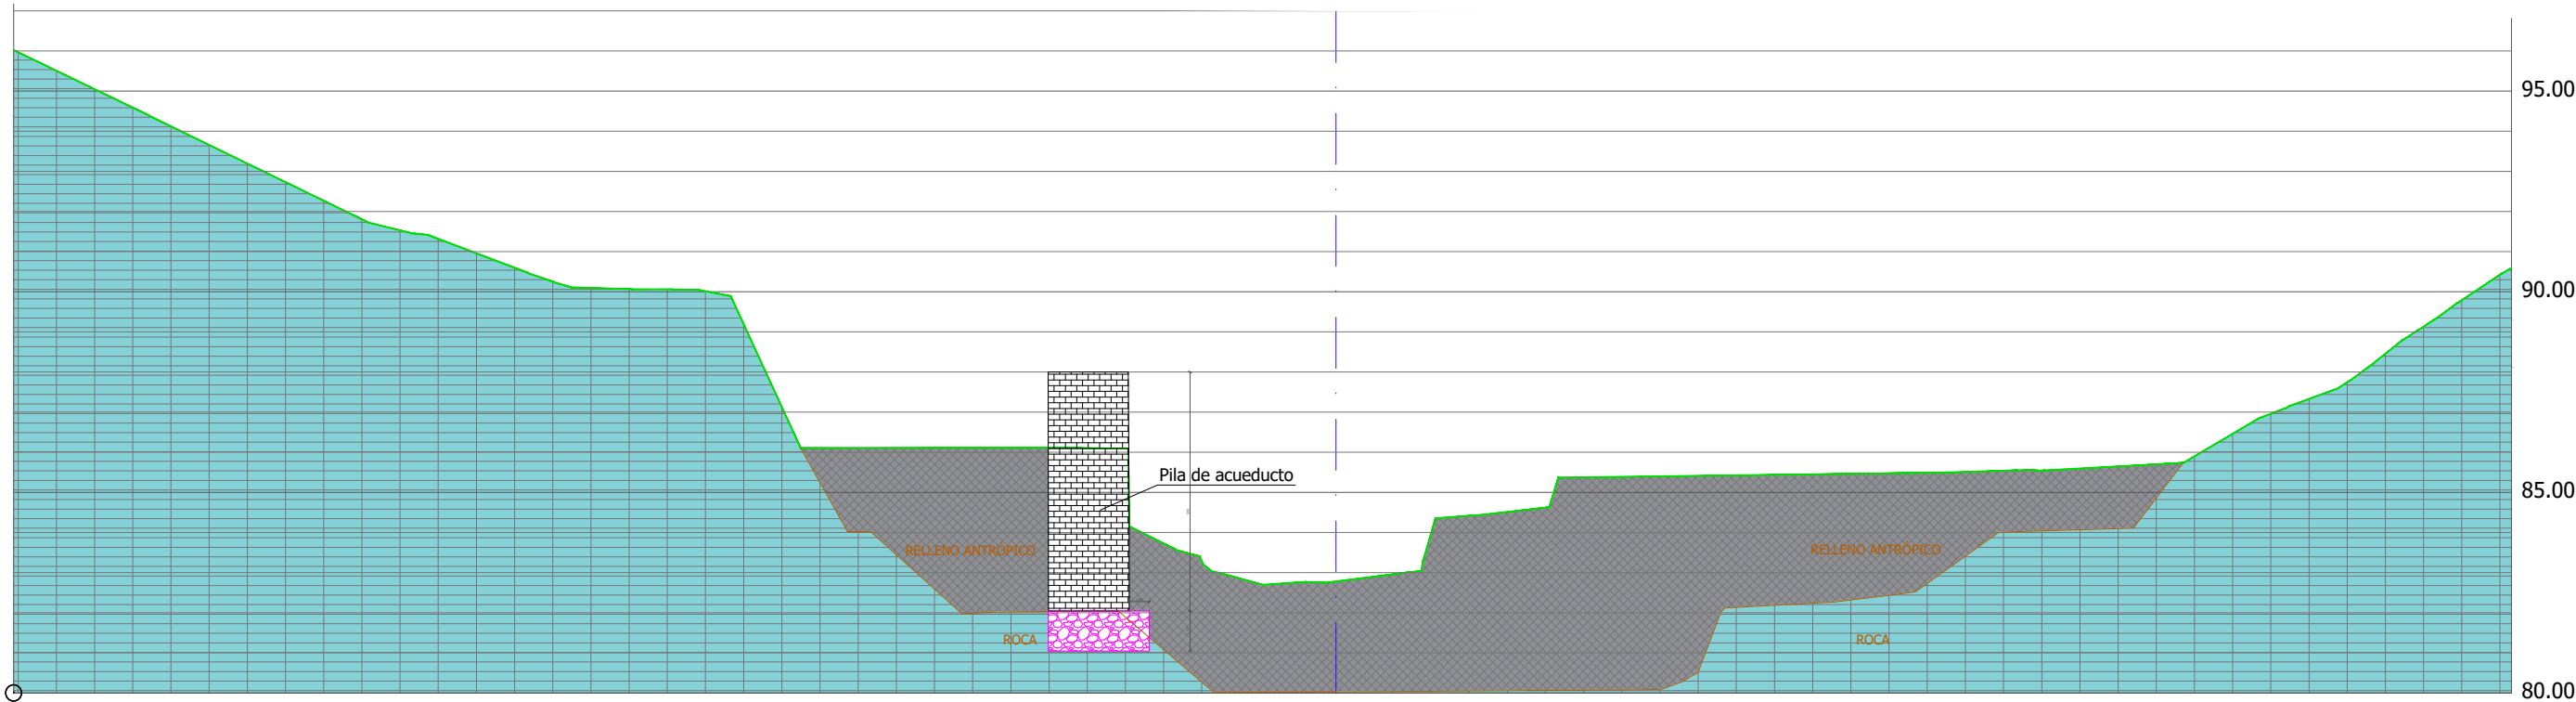 95.00
90.00
Pila de acueducto
85.00
RELLENO ANTRÓPICO
RELLENO ANTRÓPICO
ROCA
ROCA
80.00